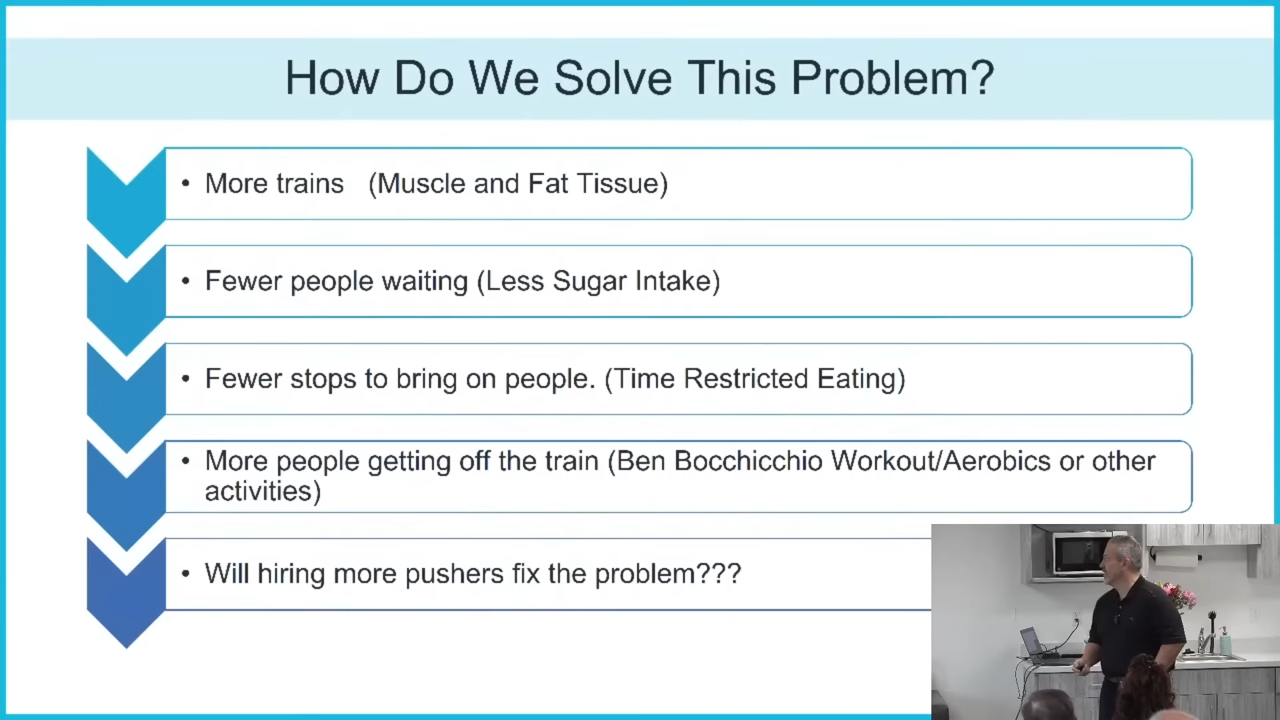 How Do We Solve This Problem?
• More trains (Muscle and Fat Tissue)
• Fewer people waiting (Less Sugar Intake)
• Fewer stops to bring on people. (Time Restricted Eating)
• More people getting off the train (Ben Bocchicchio Workout/Aerobics or other
activities)
• Will hiring more pushers fix the problem???